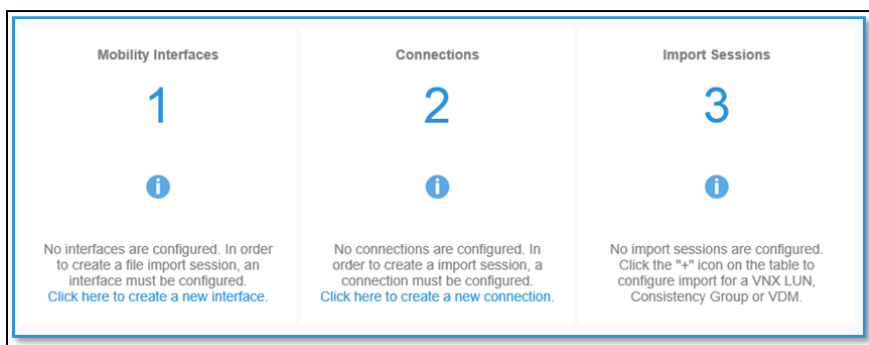 Mobility Interfaces
1
i
No interfaces are configured. In order
to create a file import session, an
interface must be configured.
Click here to create a new interface.
Connections
2
i
No connections are configured. In
order to create a import session, a
connection must be configured.
Click here to create a new connection.
Import Sessions
3
i
No import sessions are configured.
Click the "+" icon on the table to
configure import for a VNX LUN,
Consistency Group or VDM.